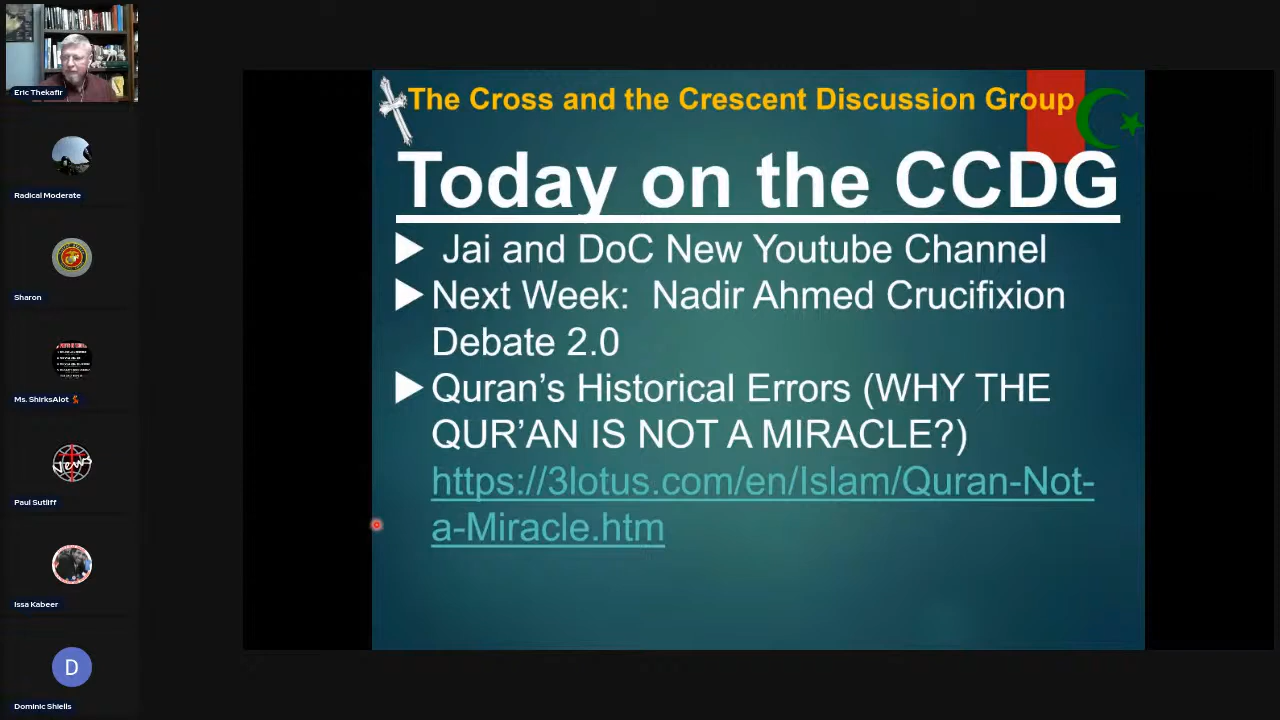 Eric Thekafir
Radical Moderate
Sharon
Ms. ShirksAlot
News
Paul Sutliff
Issa Kabeer
D
Dominic Shiells
The Cross and the Crescent Discussion Group
Today on the CCDG
Jai and DoC New Youtube Channel
Next Week: Nadir Ahmed Crucifixion
Debate 2.0
Quran’s Historical Errors (WHY THE
QUR’AN IS NOT A MIRACLE?)
https://3lotus.com/en/Islam/Quran-Not-
a-Miracle.htm